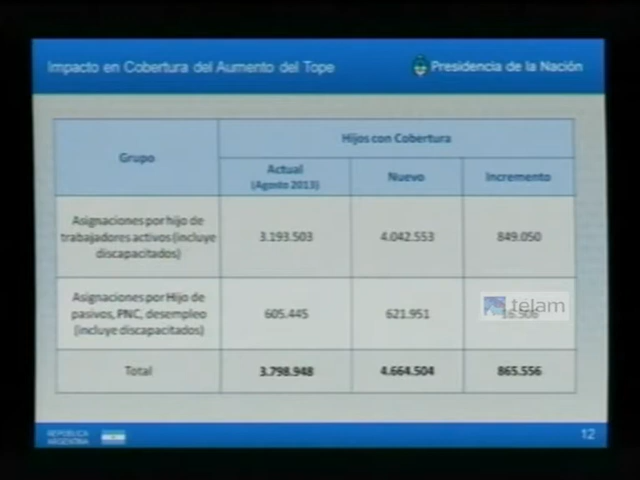 Impacto en Cobertura del Aumento del Tope
Presidencia de la Nación
Grupo
Hijos con Cobertura
Actual
(Agosto 2013)
Nuevo
Incremento
Asignaciones por hijo de
trabajadores activos (incluye
discapacitados)
3.193.503
4.042.553
849.050
Asignaciones por Hijo de
pasivos, PNC, desempleo
(incluye discapacitados)
605.445
621.951
télam
Total
3.798.948
4.664.504
865.556
REPUBLICA
ARGENTINA
12